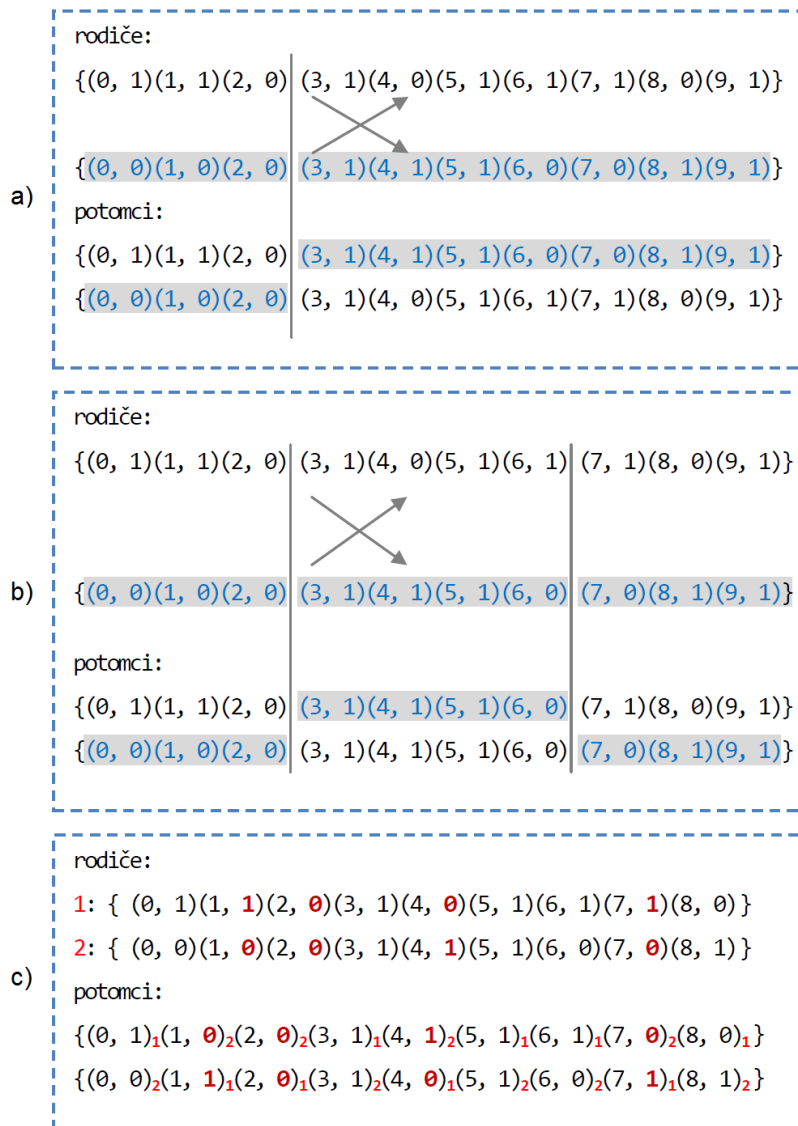 a)
rodiče:
{(0, 1)(1, 1)(2, 0) (3, 1)(4, 0)(5, 1)(6, 1)(7, 1)(8, 0)(9, 1)}
{(0, 0)(1, 0)(2, 0) (3, 1)(4, 1)(5, 1)(6, 0)(7, 0)(8, 1)(9, 1)}
potomci:
{(0, 1)(1, 1)(2, 0) (3, 1)(4, 1)(5, 1)(6, 0)(7, 0)(8, 1)(9, 1)}
{(0, 0)(1, 0)(2, 0) (3, 1)(4, 0)(5, 1)(6, 1)(7, 1)(8, 0)(9, 1)}
b)
rodiče:
{(0, 1)(1, 1)(2, 0) (3, 1)(4, 0)(5, 1)(6, 1) (7, 1)(8, 0)(9, 1)}
{(0, 0)(1, 0)(2, 0) (3, 1)(4, 1)(5, 1)(6, 0) (7, 0)(8, 1)(9, 1)}
potomci:
{(0, 1)(1, 1)(2, 0) (3, 1)(4, 1)(5, 1)(6, 0) (7, 1)(8, 0)(9, 1)}
{(0, 0)(1, 0)(2, 0) (3, 1)(4, 1)(5, 1)(6, 0) (7, 0)(8, 1)(9, 1)}
c)
rodiče:
1: { (0, 1)(1, 1)(2, 0)(3, 1)(4, 0)(5, 1)(6, 1)(7, 1)(8, 0)}
2: { (0, 0)(1, 0)(2, 0)(3, 1)(4, 1)(5, 1)(6, 0)(7, 0)(8, 1)}
potomci:
{(0, 1)₁(1, 0)₂(2, 0)₂(3, 1)₁(4, 1)₂(5, 1)₁(6, 1)₁(7, 0)₂(8, 0)₁}
{(0, 0)₂(1, 1)₁(2, 0)₁(3, 1)₂(4, 0)₁(5, 1)₂(6, 0)₂(7, 1)₁(8, 1)₂}